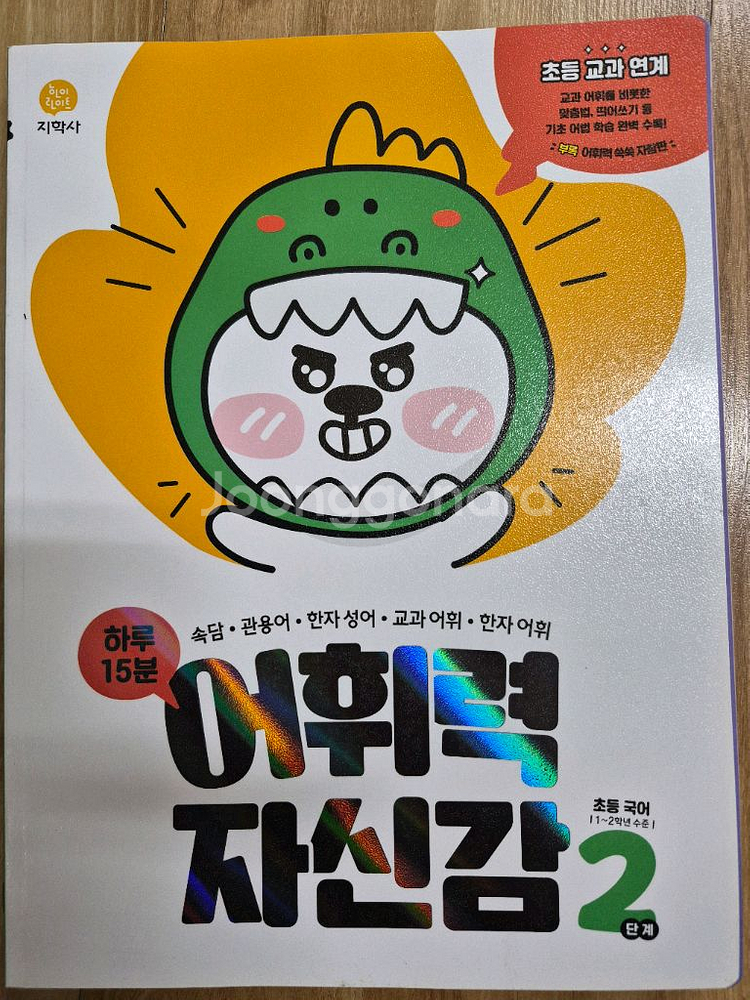 하이라이트
지학사
초등 교과 연계
교과 어휘를 비롯한
맞춤법, 띄어쓰기 등
기초 어법 학습 완벽 수록!
부록 어휘력 쑥쑥 자람판
Joonggonara
하루
15분
속담 • 관용어 • 한자 성어 • 교과 어휘 • 한자 어휘
어휘력
자신감
초등 국어
1~2학년 수준
2
단계